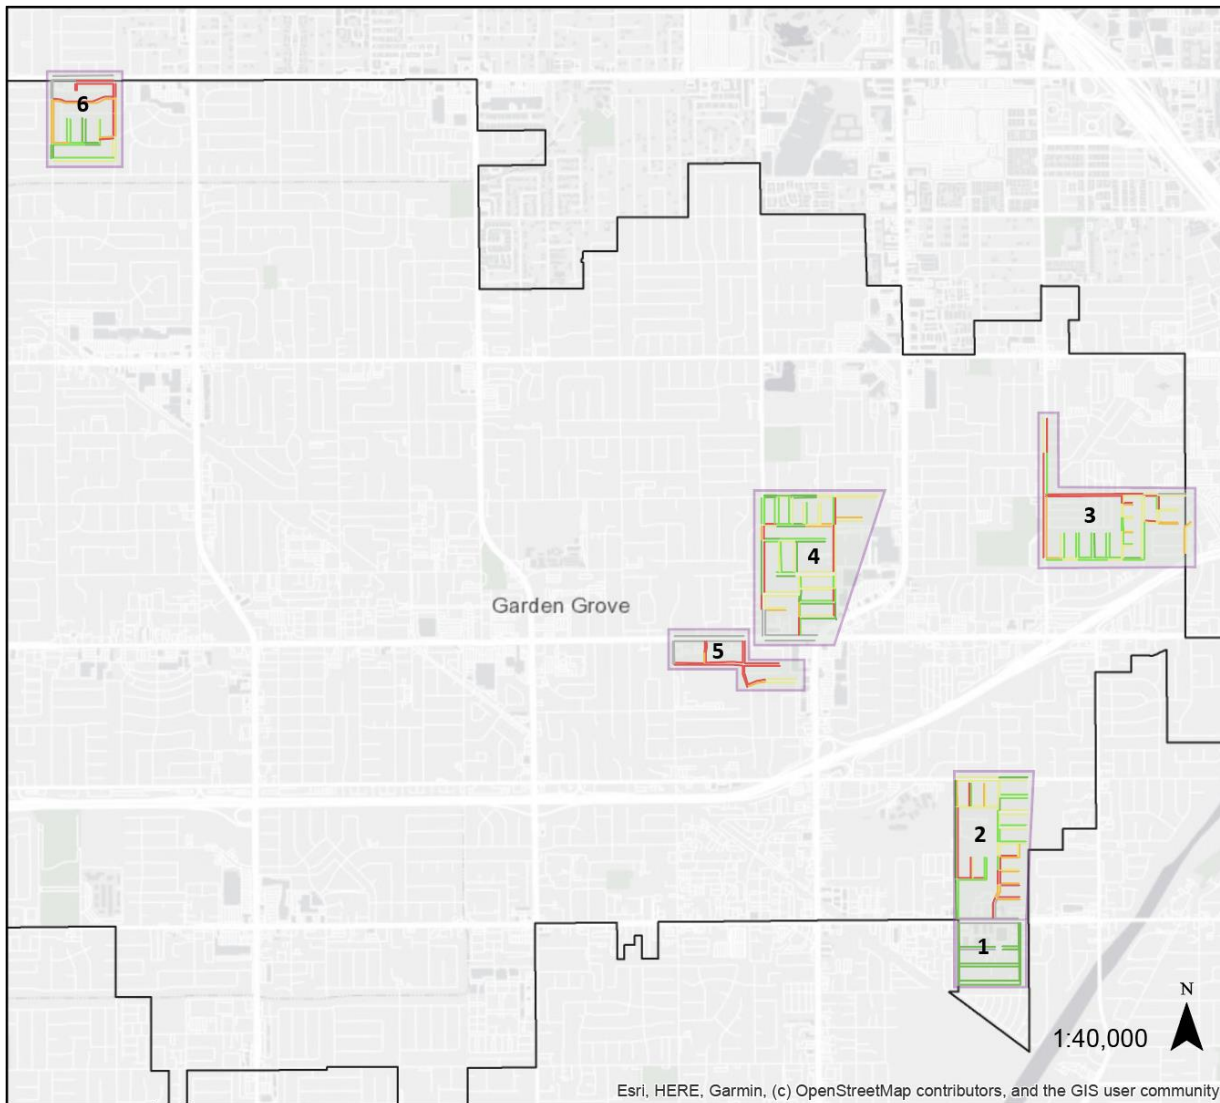 6
3
4
Garden Grove
5
2
1
N
1:40,000
Esri, HERE, Garmin, (c) OpenStreetMap contributors, and the GIS user community